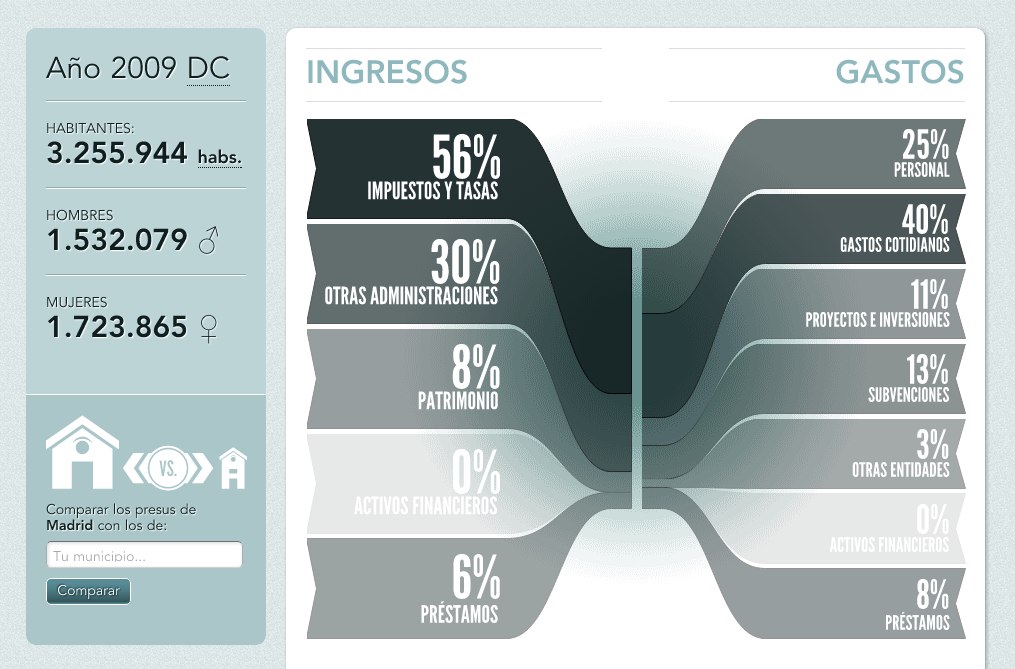 Año 2009 DC
HABITANTES:
3.255.944 habs.
HOMBRES
1.532.079
MUJERES
1.723.865
VS.
Comparar los presus de
Madrid con los de:
Tu municipio...
Comparar
INGRESOS
56%
IMPUESTOS Y TASAS
30%
OTRAS ADMINISTRACIONES
8%
PATRIMONIO
0%
ACTIVOS FINANCIEROS
6%
PRÉSTAMOS
GASTOS
25%
PERSONAL
40%
GASTOS COTIDIANOS
11%
PROYECTOS E INVERSIONES
13%
SUBVENCIONES
3%
OTRAS ENTIDADES
0%
ACTIVOS FINANCIEROS
8%
PRÉSTAMOS